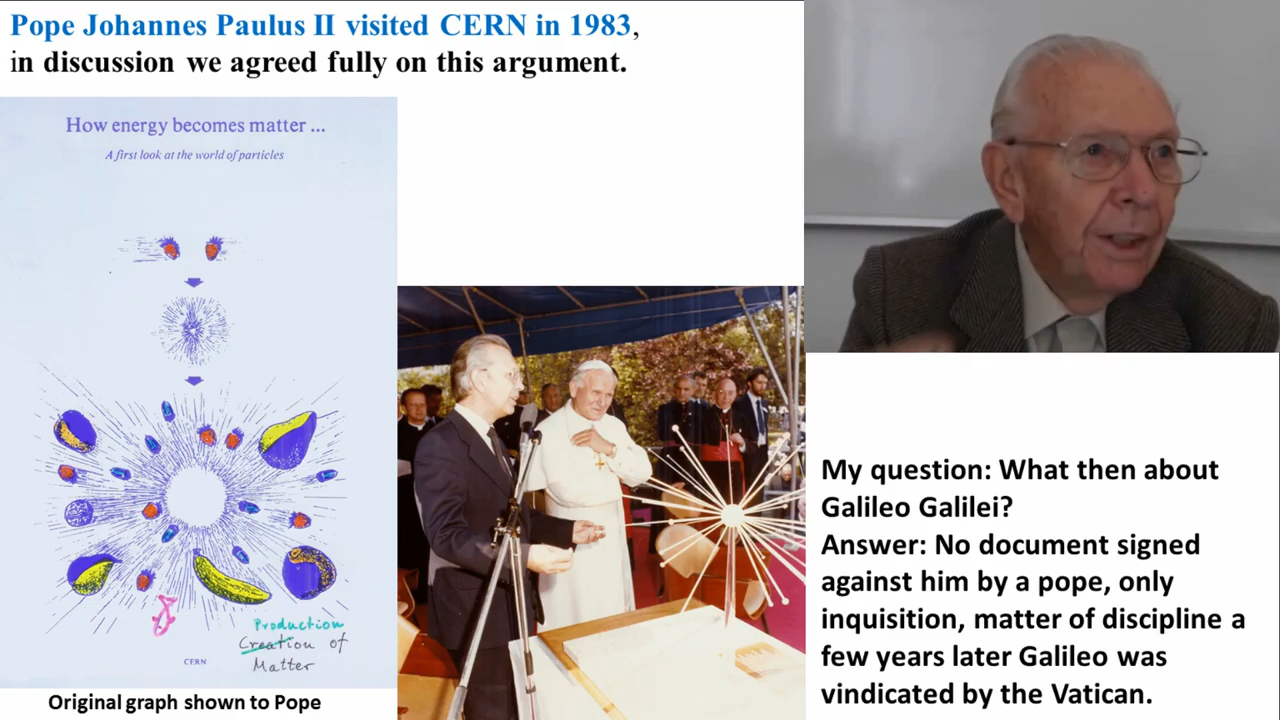 Pope Johannes Paulus II visited CERN in 1983,
in discussion we agreed fully on this argument.
How energy becomes matter ...
A first look at the world of particles
Production
Creation of
Matter
CERN
Original graph shown to Pope
My question: What then about
Galileo Galilei?
Answer: No document signed
against him by a pope, only
inquisition, matter of discipline a
few years later Galileo was
vindicated by the Vatican.